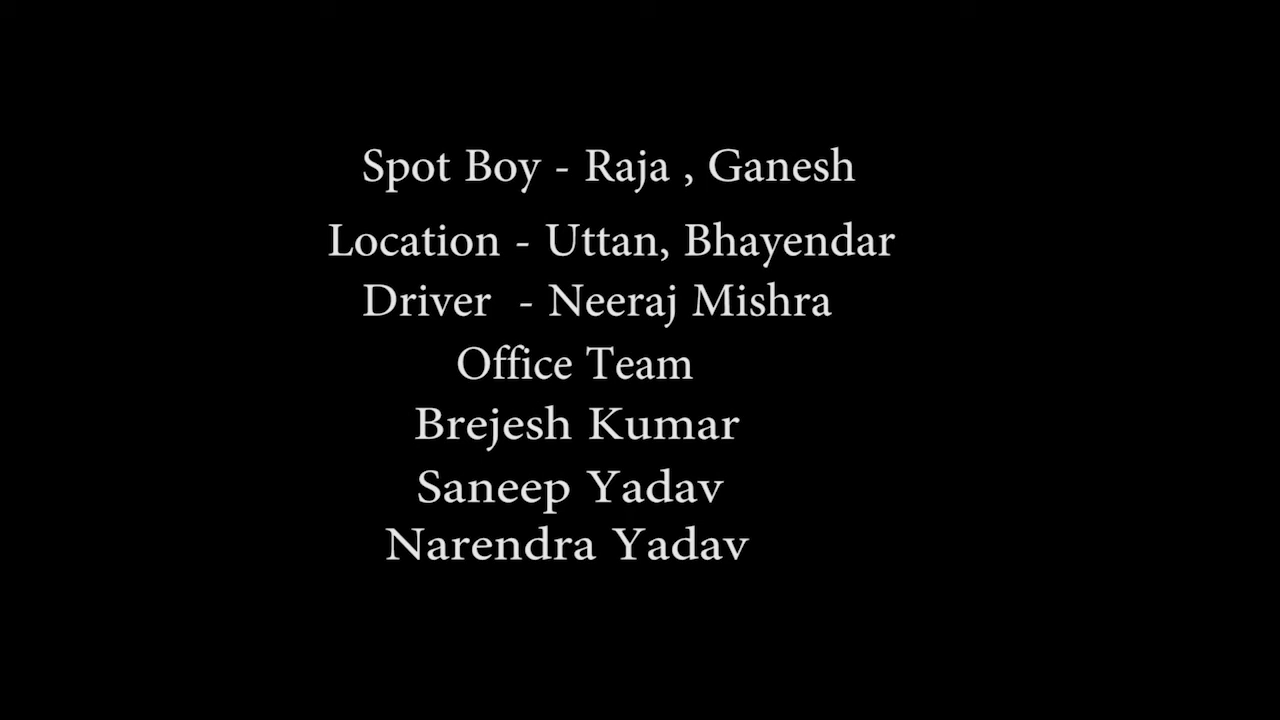 Spot Boy - Raja , Ganesh
Location - Uttan, Bhayendar
Driver - Neeraj Mishra
Office Team
Brejesh Kumar
Saneep Yadav
Narendra Yadav